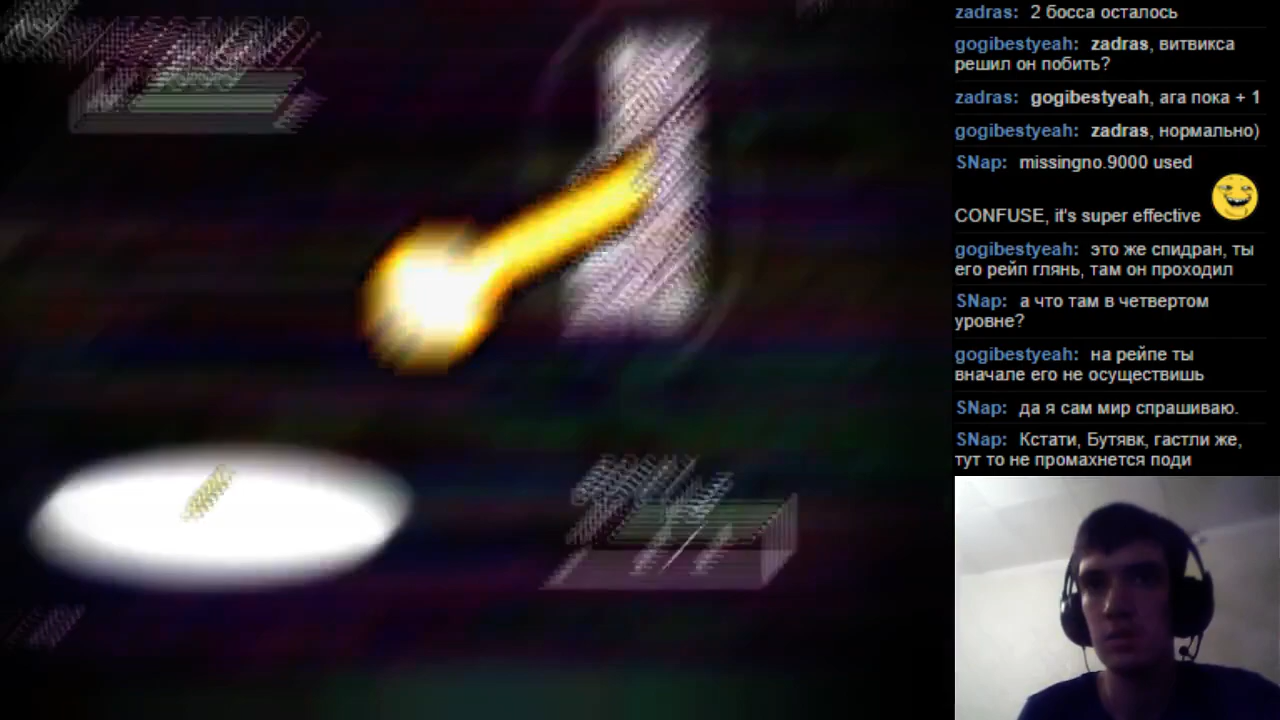 zadras: 2 босса осталось
gogibestyeah: zadras, витвикса
решил он побить?
zadras: gogibestyeah, ага пока + 1
gogibestyeah: zadras, нормально)
SNap: missingno.9000 used
CONFUSE, it's super effective
gogibestyeah: это же спидран, ты
его рейп глянь, там он проходил
SNap: а что там в четвертом
уровне?
gogibestyeah: на рейпе ты
вначале его не осуществишь
SNap: да я сам мир спрашиваю.
SNap: Кстати, Бутявк, гастли же,
тут то не промахнется поди